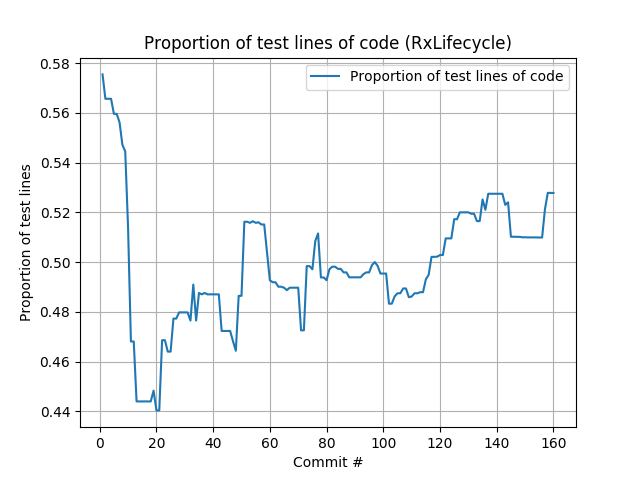 Proportion of test lines of code (RxLifecycle)
Proportion of test lines of code
Proportion of test lines
0.58
0.56
0.54
0.52
0.50
0.48
0.46
0.44
0 20 40 60 80 100 120 140 160
Commit #